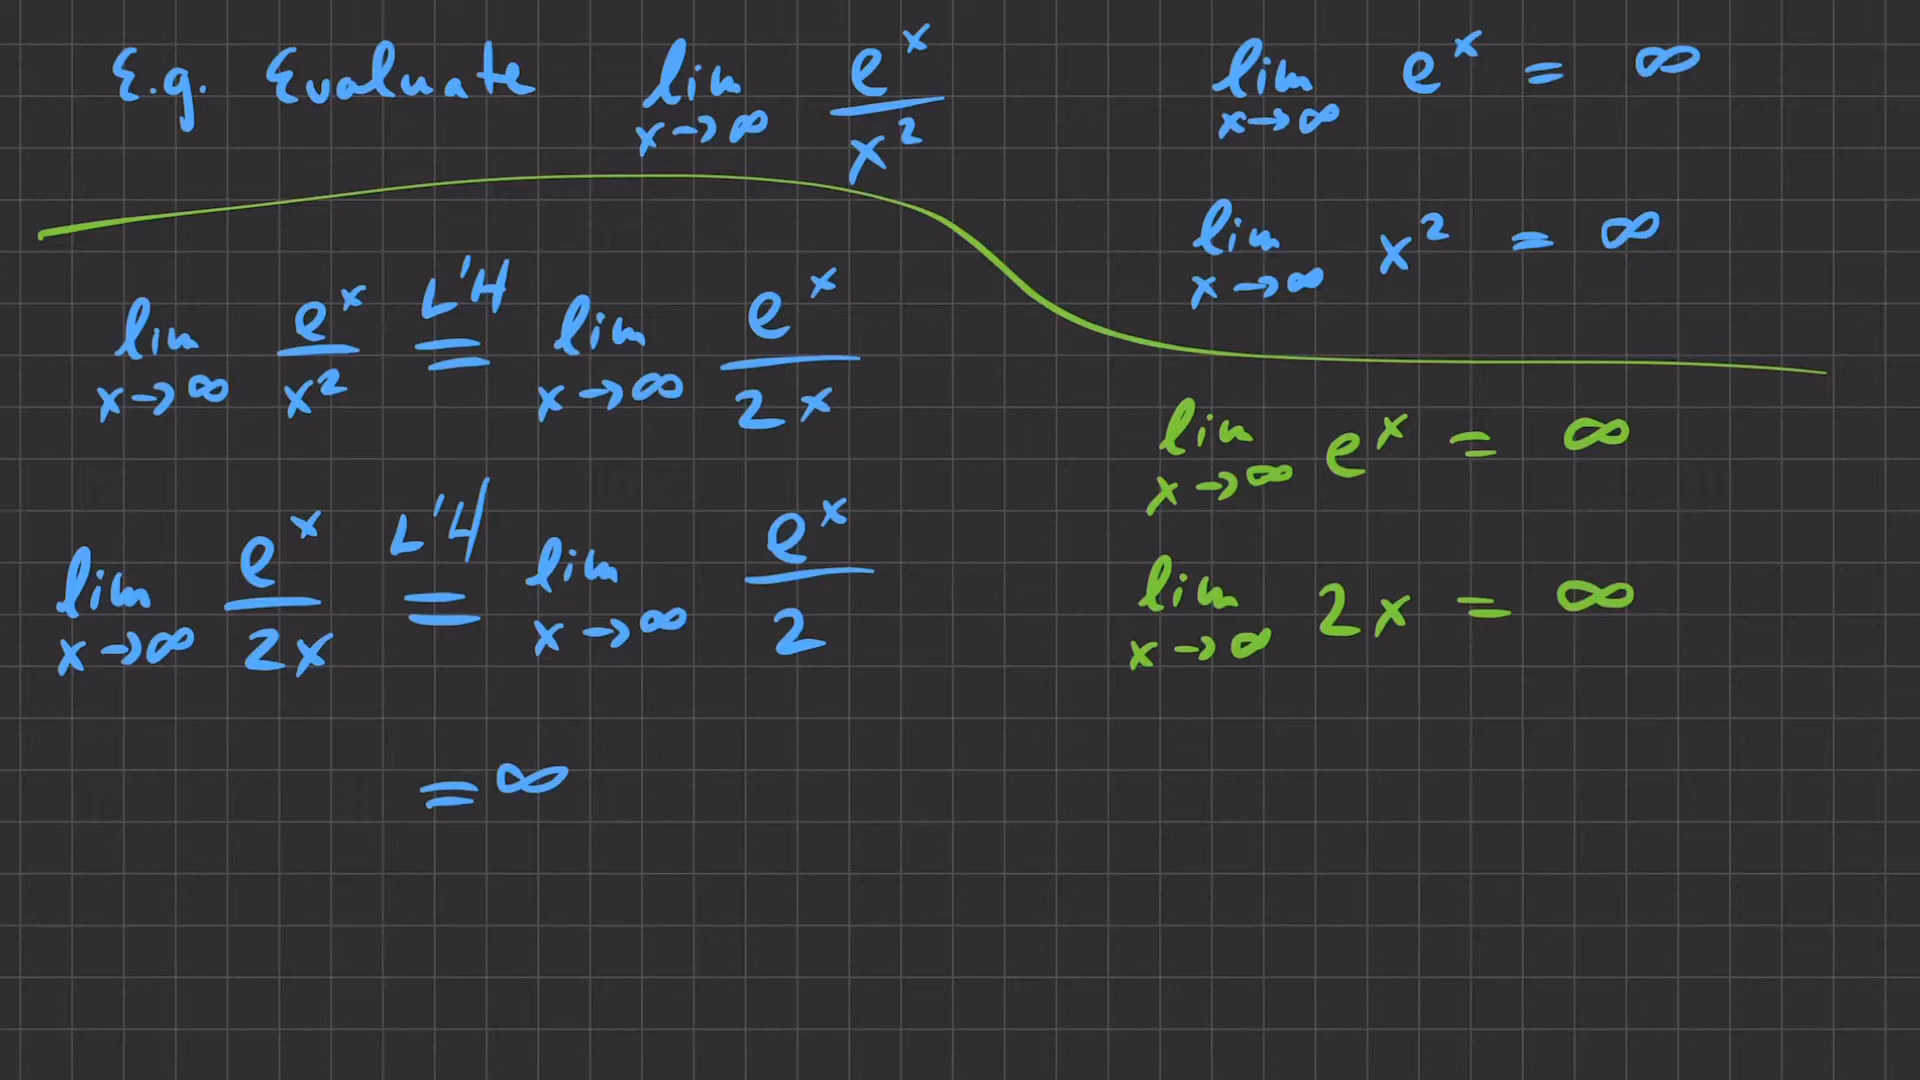 E.g. Evaluate lim x→∞ e^x / x^2
lim x→∞ e^x = ∞
lim x→∞ x^2 = ∞
lim x→∞ e^x / x^2 L'H = lim x→∞ e^x / 2x
lim x→∞ e^x = ∞
lim x→∞ 2x = ∞
lim x→∞ e^x / 2x L'H = lim x→∞ e^x / 2
= ∞